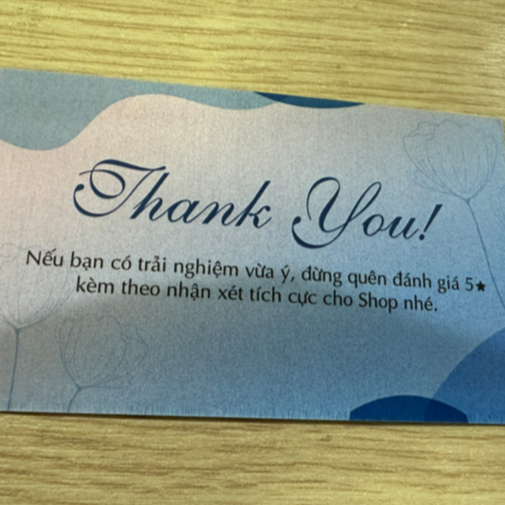 Thank You!
Nếu bạn có trải nghiệm vừa ý, đừng quên đánh giá 5★
kèm theo nhận xét tích cực cho Shop nhé.